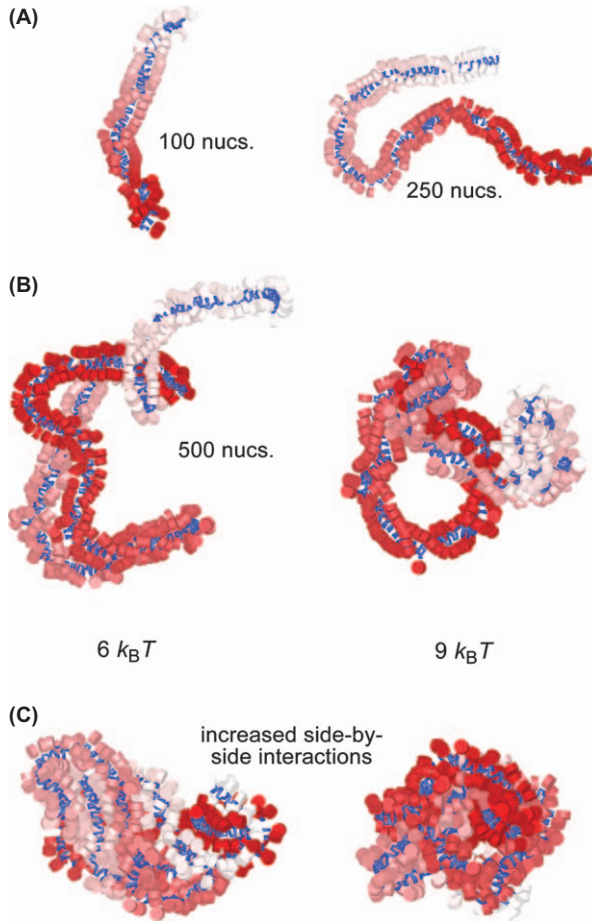 (A)
100 nucs.
250 nucs.
(B)
500 nucs.
6 kBT
9 kBT
(C)
increased side-by-
side interactions